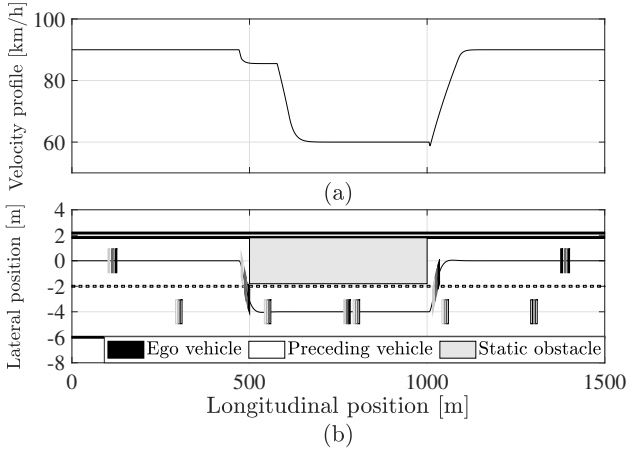 Velocity profile [km/h]
100
80
60
(a)
Lateral position [m]
4
2
0
-2
-4
-6
-8
Ego vehicle Preceding vehicle Static obstacle
0 500 1000 1500
Longitudinal position [m]
(b)